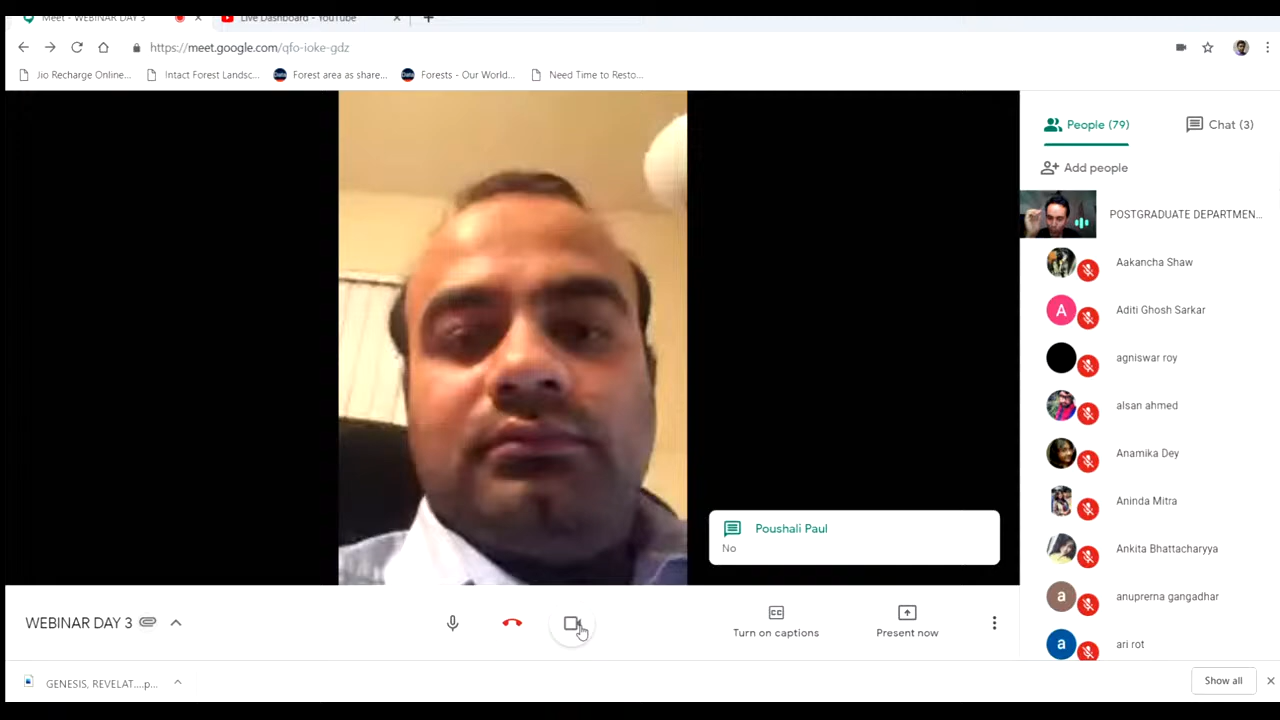 Meet - WEBINAR DAY 3
Live Dashboard - YouTube
https://meet.google.com/qfo-ioke-gdz
Jio Recharge Online...
Intact Forest Landsc...
Data
Forest area as share...
Data
Forests - Our World...
Need Time to Resto...
People (79)
Chat (3)
Add people
POSTGRADUATE DEPARTMEN...
Aakancha Shaw
A
Aditi Ghosh Sarkar
agniswar roy
alsan ahmed
Anamika Dey
Aninda Mitra
Ankita Bhattacharyya
a
anuprerna gangadhar
a
ari rot
Poushali Paul
No
WEBINAR DAY 3
CC
Turn on captions
Present now
GENESIS, REVELAT....p...
Show all